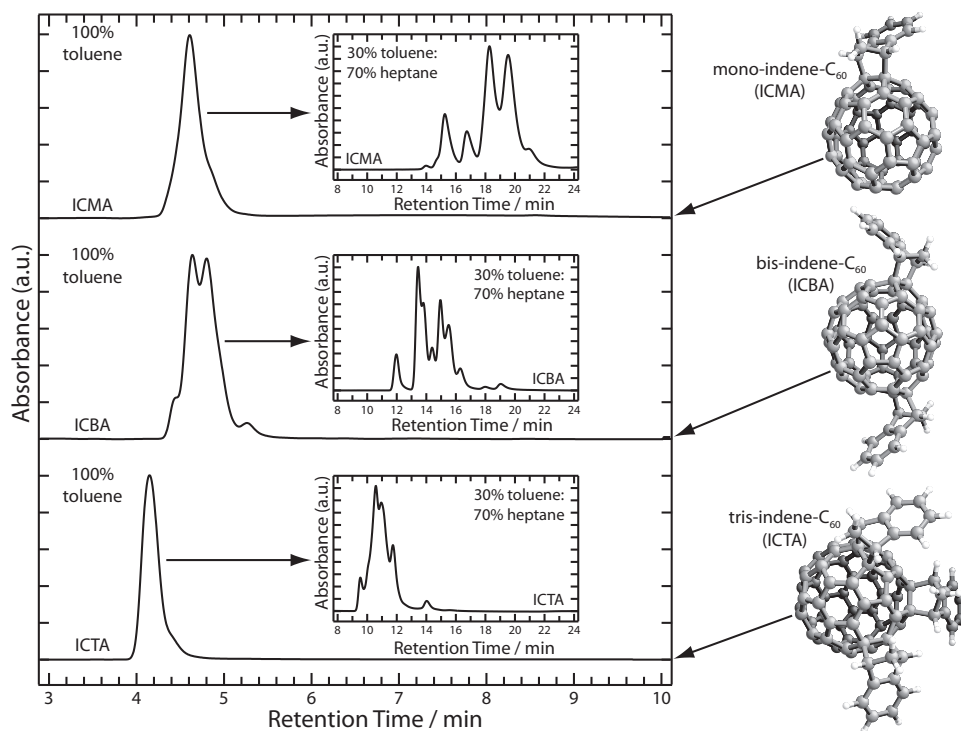 100%
toluene
30% toluene:
70% heptane
Absorbance (a.u.)
ICMA
8 10 12 14 16 18 20 22 24
Retention Time / min
ICMA
mono-indene-C60
(ICMA)
100%
toluene
30% toluene:
70% heptane
Absorbance (a.u.)
ICBA
8 10 12 14 16 18 20 22 24
Retention Time / min
ICBA
bis-indene-C60
(ICBA)
Absorbance (a.u.)
100%
toluene
30% toluene:
70% heptane
Absorbance (a.u.)
ICTA
8 10 12 14 16 18 20 22 24
Retention Time / min
ICTA
tris-indene-C60
(ICTA)
3 4 5 6 7 8 9 10
Retention Time / min